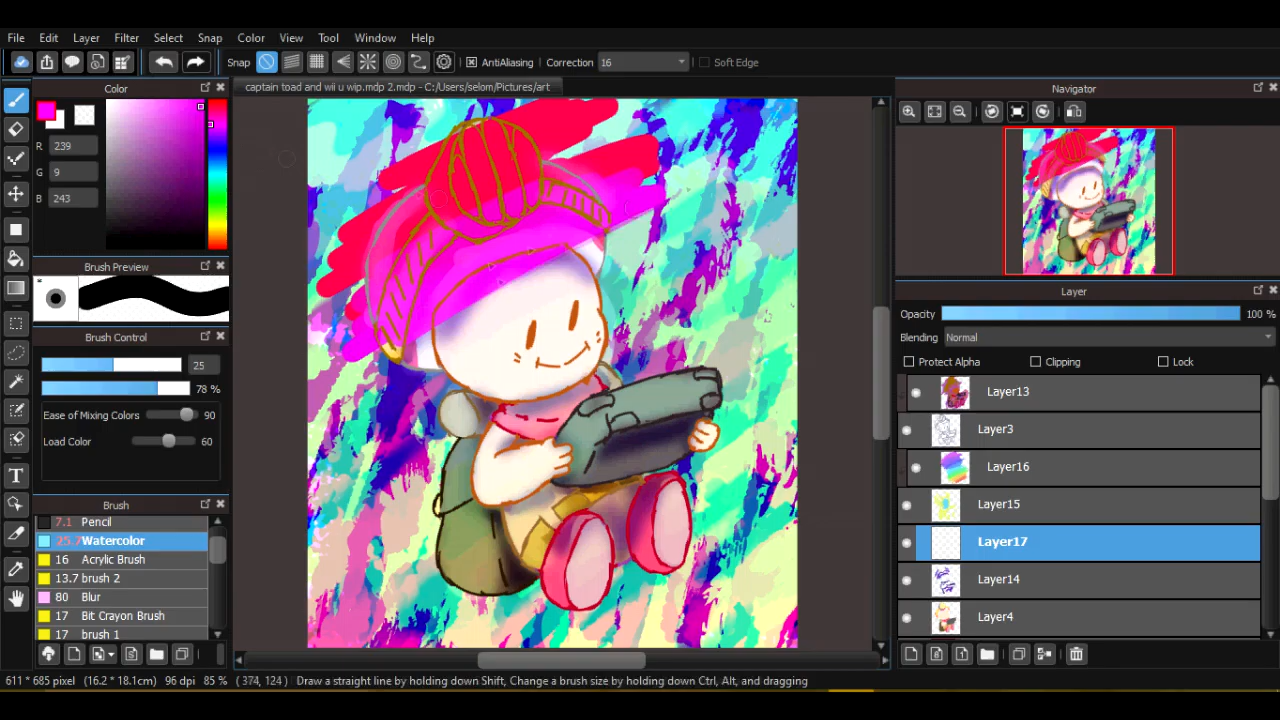 File Edit Layer Filter Select Snap Color View Tool Window Help
Snap AntiAliasing Correction 16 Soft Edge
Color
captain toad and wii u wip.mdp 2.mdp - C:/Users/selom/Pictures/art
Navigator
R 239
G 9
B 243
Brush Preview
Brush Control
25
78 %
Ease of Mixing Colors 90
Load Color 60
Brush
7.1 Pencil
25.7 Watercolor
16 Acrylic Brush
13.7 brush 2
80 Blur
17 Bit Crayon Brush
17 brush 1
Layer
Opacity 100 %
Blending Normal
Protect Alpha Clipping Lock
Layer13
Layer3
Layer16
Layer15
Layer17
Layer14
Layer4
T
611 * 685 pixel (16.2 * 18.1cm) 96 dpi 85 % ( 374, 124 ) Draw a straight line by holding down Shift, Change a brush size by holding down Ctrl, Alt, and dragging